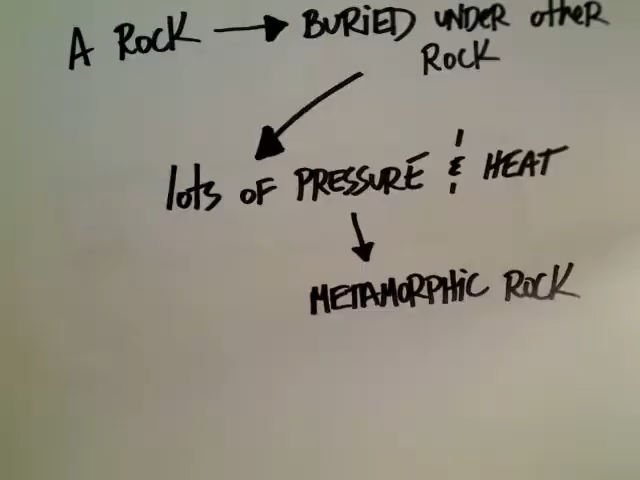 A ROCK → BURIED UNDER other
ROCK
lots OF PRESSURE & HEAT
METAMORPHIC ROCK